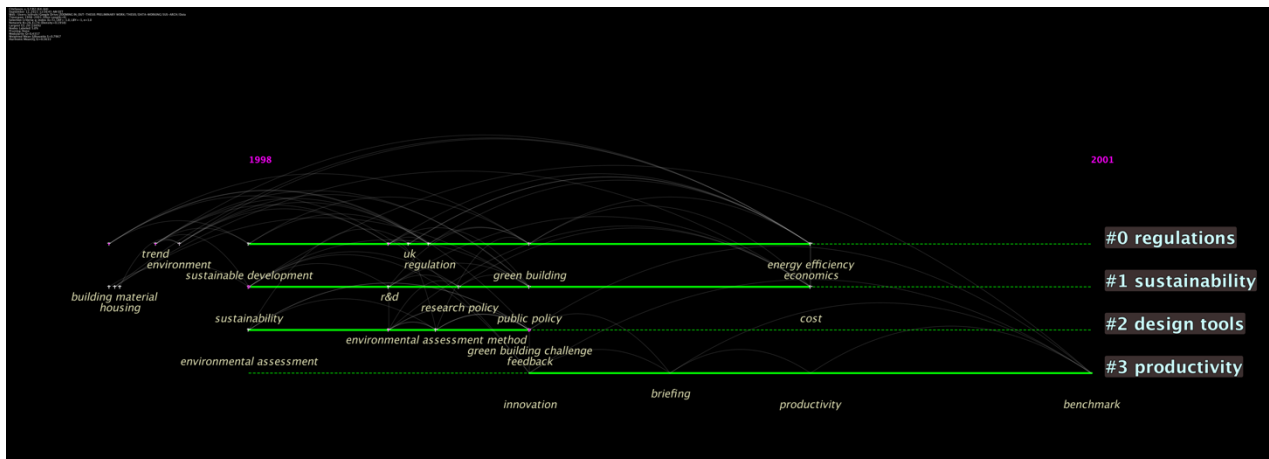 1998
2001
#0 regulations
trend
uk
environment
regulation
energy efficiency
sustainable development
green building
economics
#1 sustainability
building material
r&d
housing
research policy
sustainability
public policy
cost
#2 design tools
environmental assessment method
green building challenge
environmental assessment
feedback
#3 productivity
briefing
innovation
productivity
benchmark